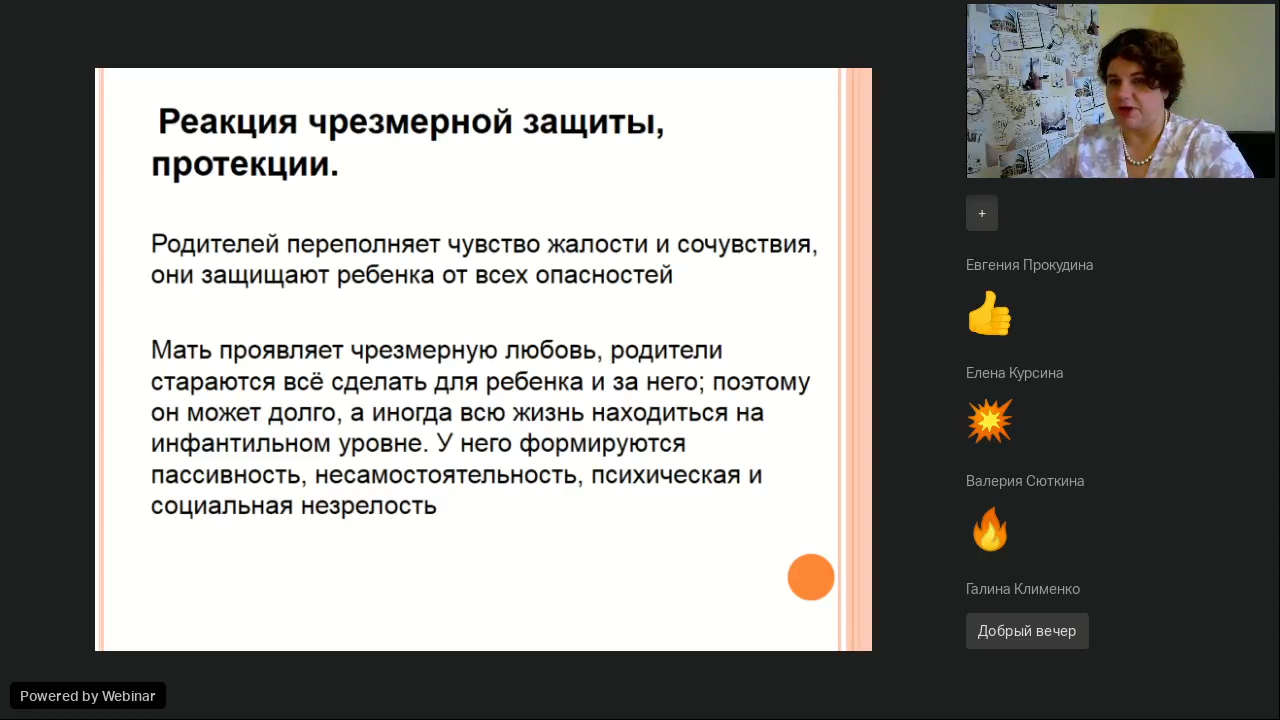 Реакция чрезмерной защиты,
протекции.
Родителей переполняет чувство жалости и сочувствия,
они защищают ребенка от всех опасностей
Мать проявляет чрезмерную любовь, родители
стараются всё сделать для ребенка и за него; поэтому
он может долго, а иногда всю жизнь находиться на
инфантильном уровне. У него формируются
пассивность, несамостоятельность, психическая и
социальная незрелость
+
Евгения Прокудина
Елена Курсина
Валерия Сюткина
Галина Клименко
Добрый вечер
Powered by Webinar